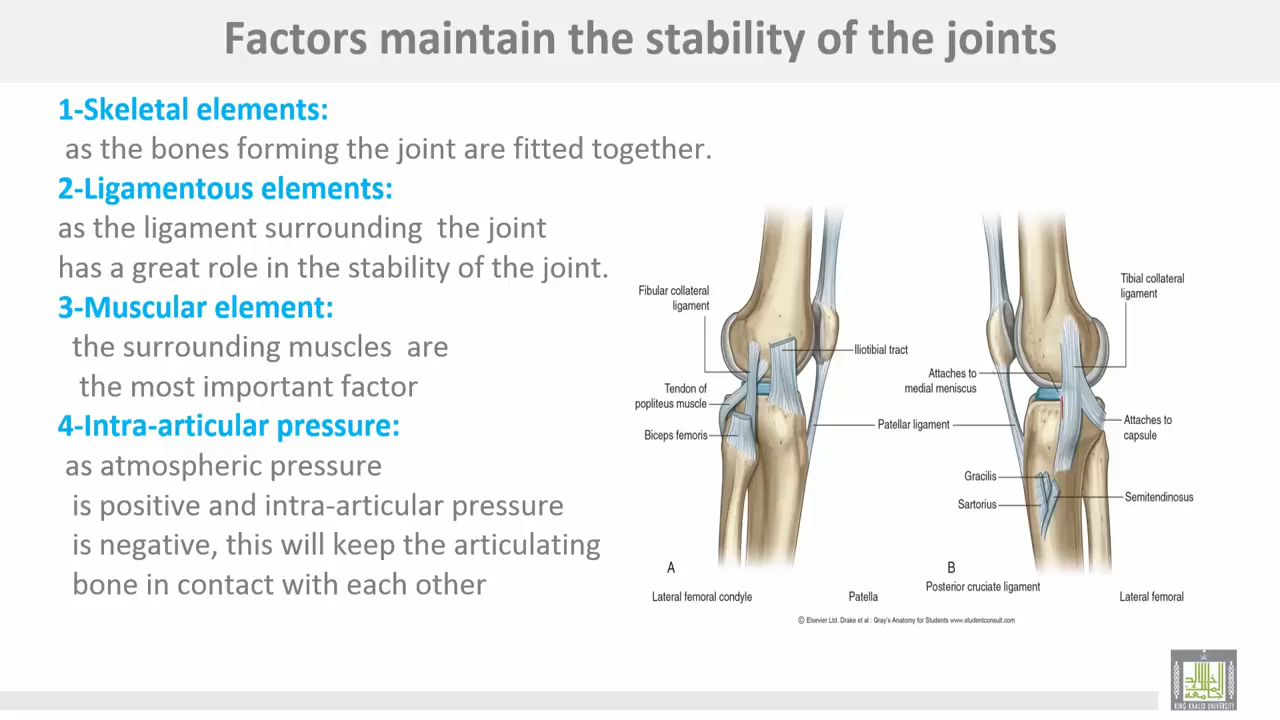 Factors maintain the stability of the joints
1-Skeletal elements:
as the bones forming the joint are fitted together.
2-Ligamentous elements:
as the ligament surrounding the joint
has a great role in the stability of the joint.
3-Muscular element:
the surrounding muscles are
the most important factor
4-Intra-articular pressure:
as atmospheric pressure
is positive and intra-articular pressure
is negative, this will keep the articulating
bone in contact with each other
Fibular collateral
ligament
Iliotibial tract
Tendon of
popliteus muscle
Biceps femoris
Patellar ligament
A
Lateral femoral condyle
Patella
Tibial collateral
ligament
Attaches to
medial meniscus
Attaches to
capsule
Gracilis
Sartorius
Semitendinosus
B
Posterior cruciate ligament
Lateral femoral
© Elsevier Ltd. Drake et al : Gray's Anatomy for Students www.studentconsult.com
KING KHALID UNIVERSITY